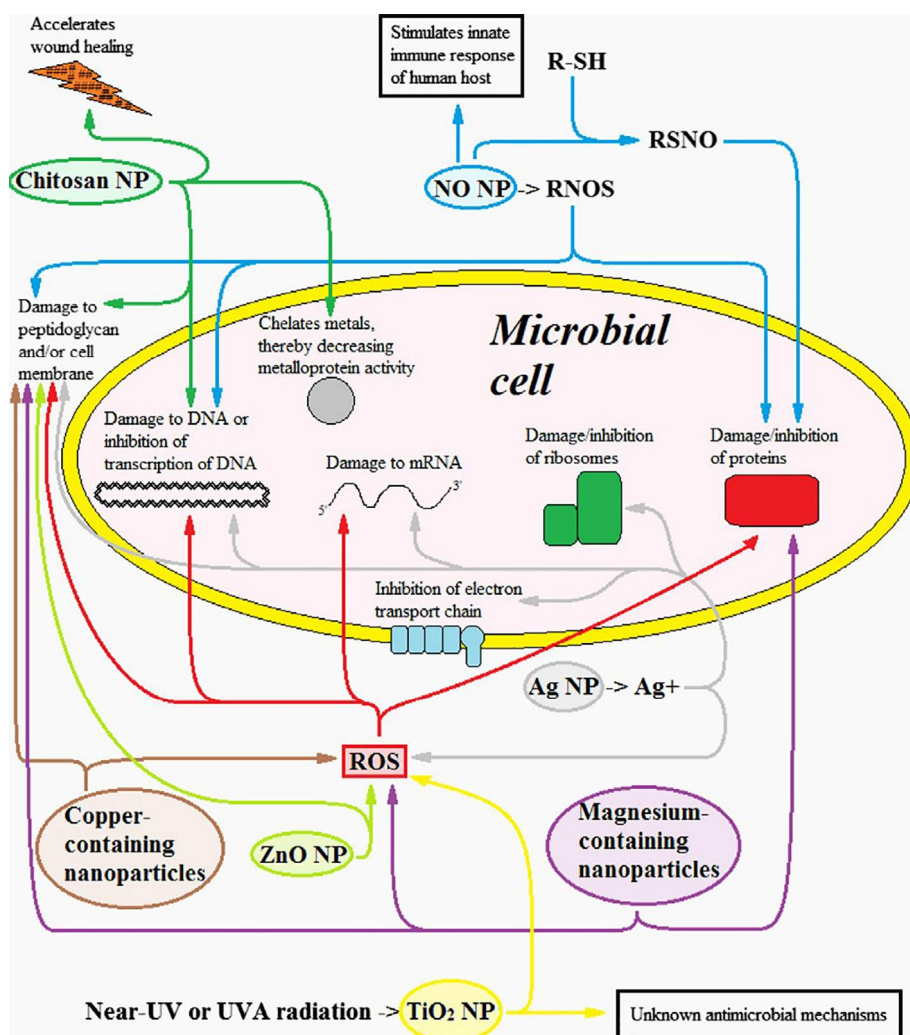 Accelerates
wound healing
Stimulates innate
immune response
of human host
R-SH
RSNO
Chitosan NP
NO NP -> RNOS
Damage to
peptidoglycan
and/or cell
membrane
Chelates metals,
thereby decreasing
metalloprotein activity
Microbial
cell
Damage to DNA or
inhibition of
transcription of DNA
Damage to mRNA
5' 3'
Damage/inhibition
of ribosomes
Damage/inhibition
of proteins
Inhibition of electron
transport chain
Ag NP -> Ag+
ROS
Copper-
containing
nanoparticles
ZnO NP
Magnesium-
containing
nanoparticles
Near-UV or UVA radiation -> TiO₂ NP
Unknown antimicrobial mechanisms